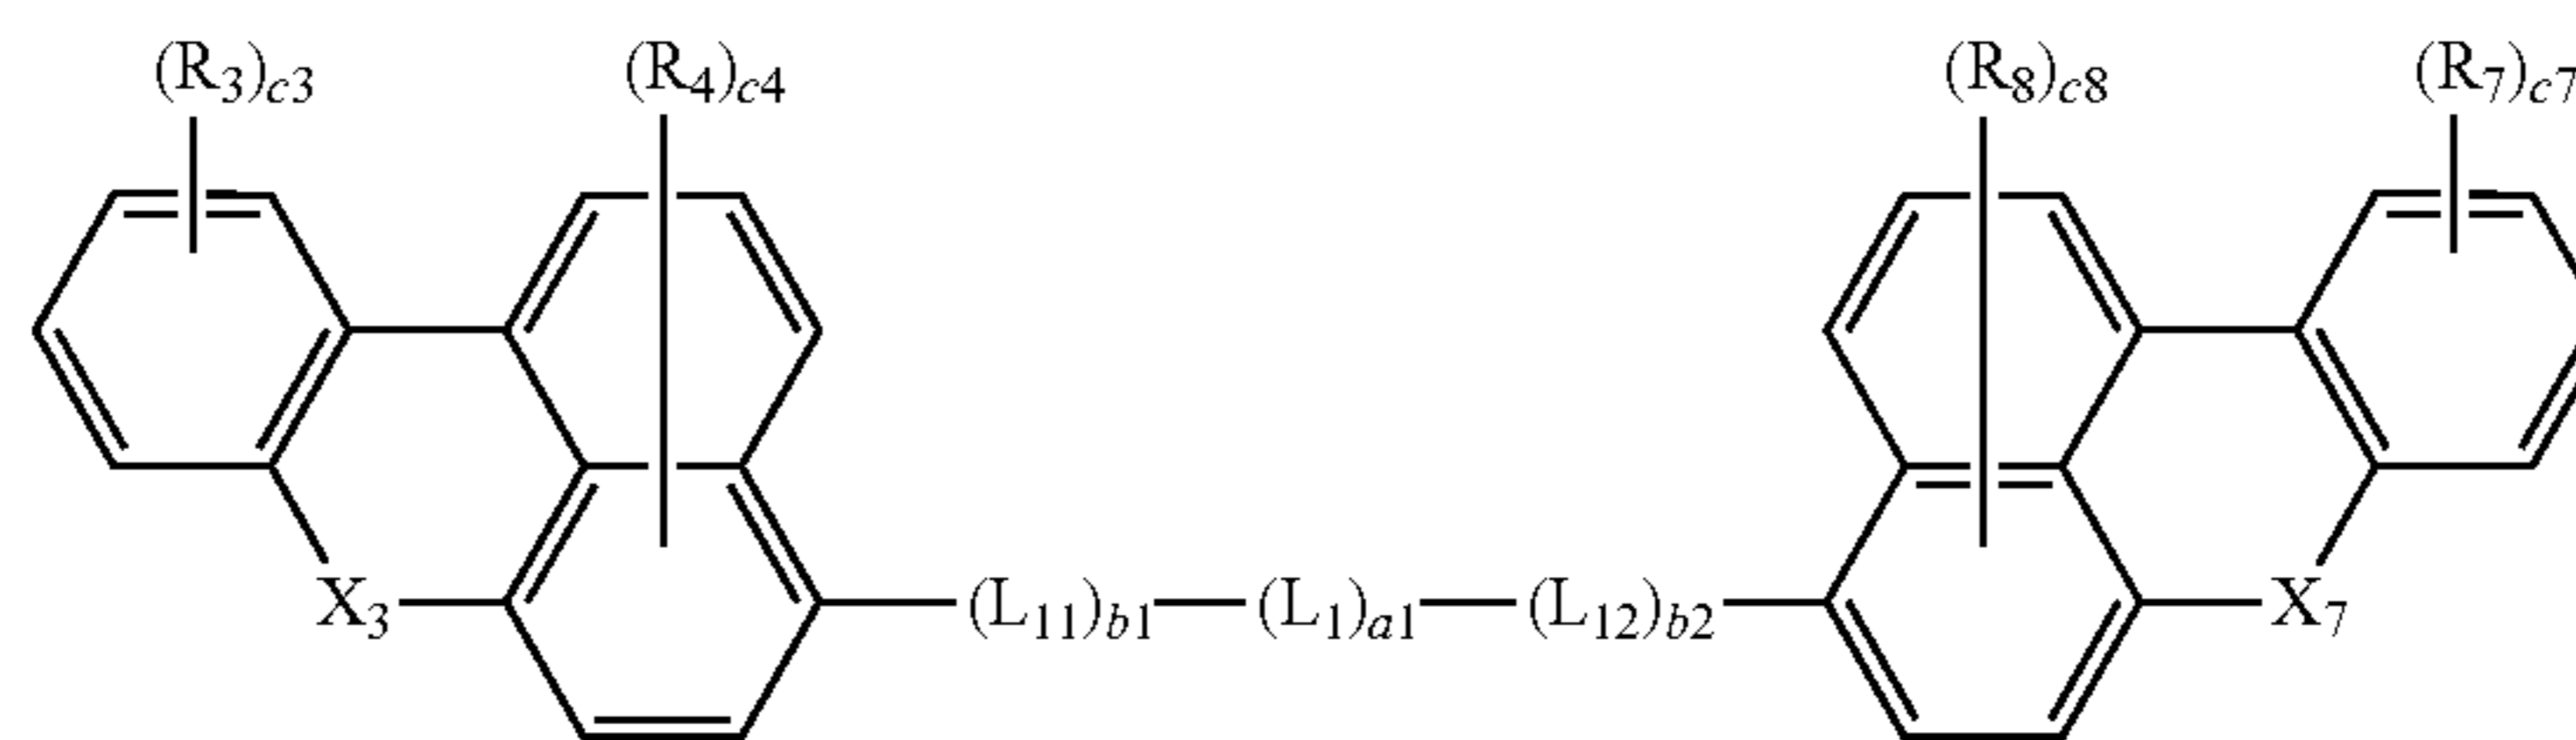 (R₃)c3 (R₄)c4 (R₈)c8 (R₇)c7
X₃ (L₁₁)b1 (L₁)a1 (L₁₂)b2 X₇